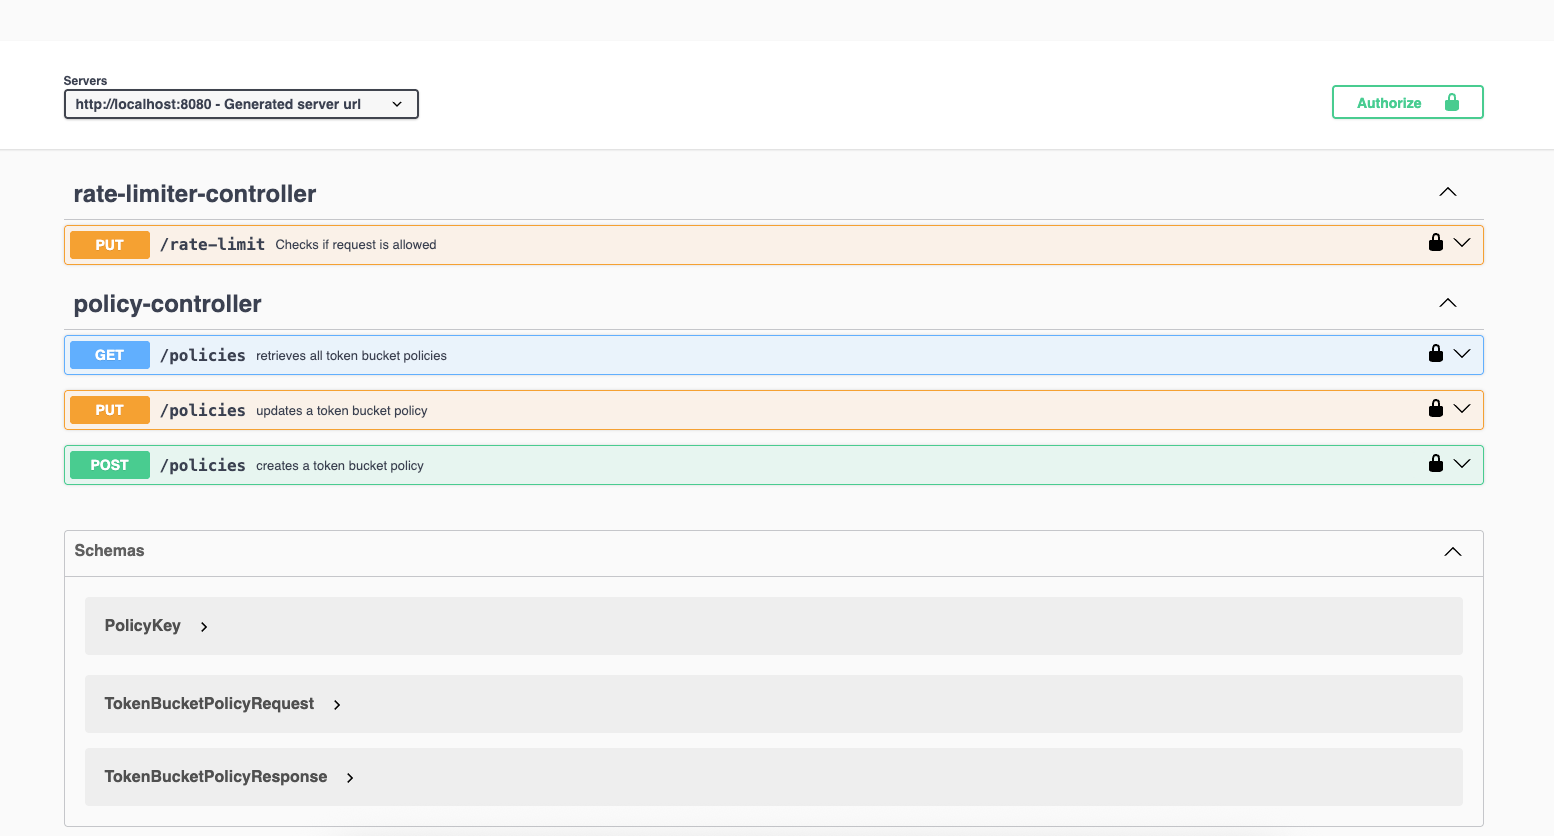 Servers
http://localhost:8080 - Generated server url
Authorize
rate-limiter-controller
PUT /rate-limit Checks if request is allowed
policy-controller
GET /policies retrieves all token bucket policies
PUT /policies updates a token bucket policy
POST /policies creates a token bucket policy
Schemas
PolicyKey
TokenBucketPolicyRequest
TokenBucketPolicyResponse